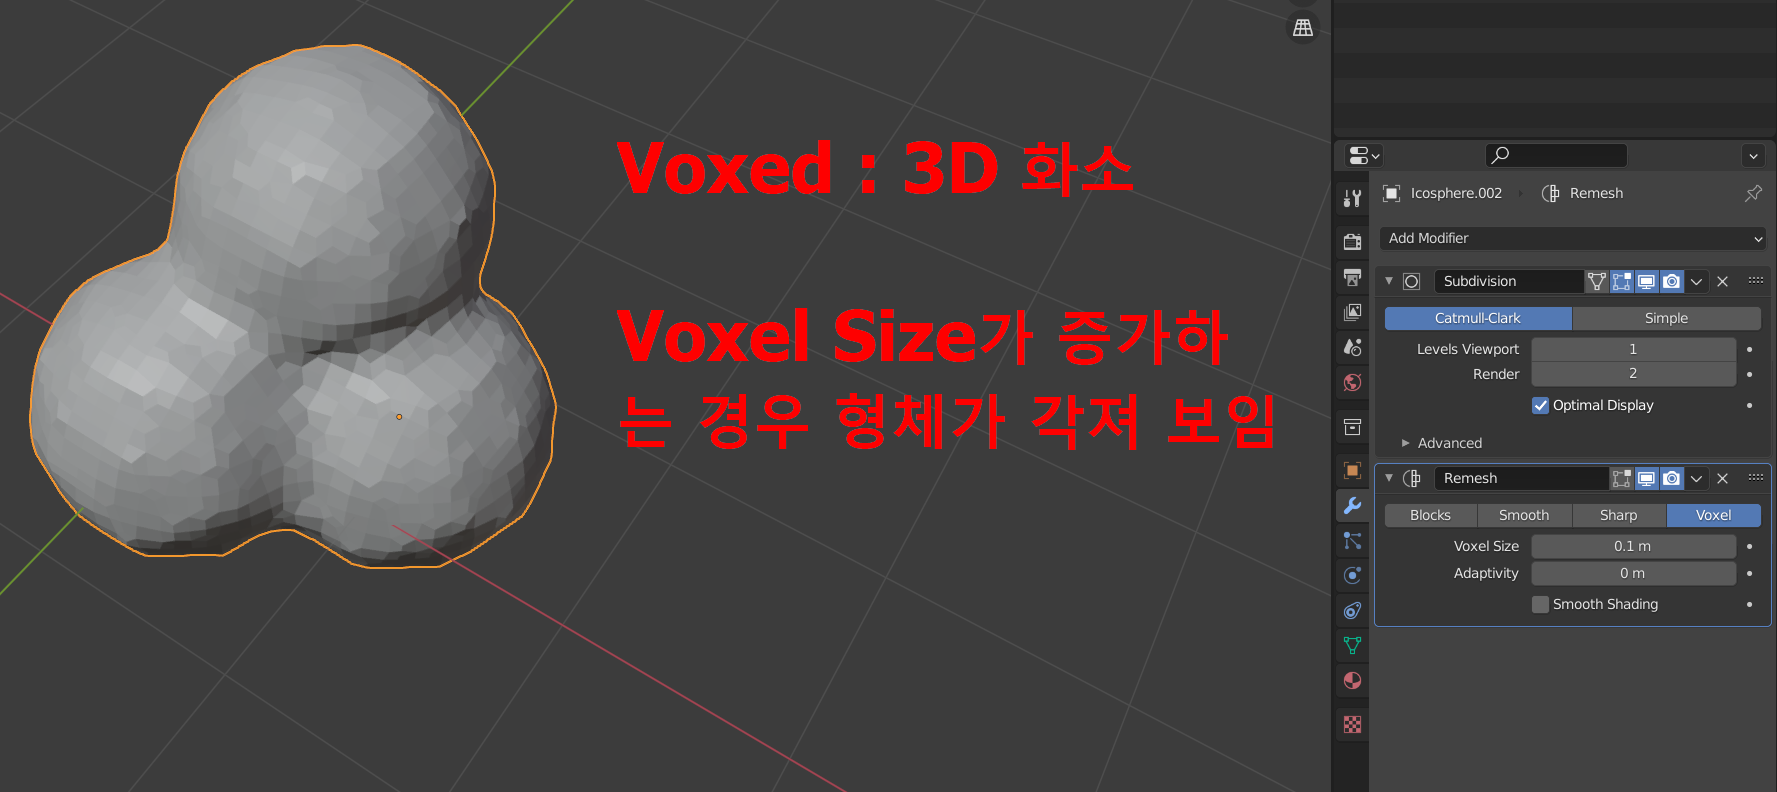 Voxed : 3D 화소
Voxel Size가 증가하
는 경우 형체가 각져 보임
Icosphere.002
Remesh
Add Modifier
Subdivision
Catmull-Clark Simple
Levels Viewport 1
Render 2
Optimal Display
Advanced
Remesh
Blocks Smooth Sharp Voxel
Voxel Size 0.1 m
Adaptivity 0 m
Smooth Shading